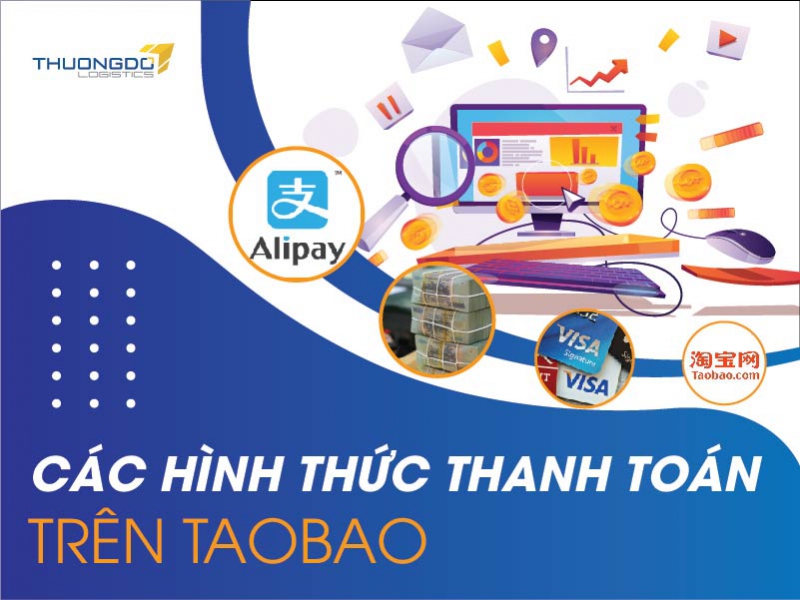 THUONGDO
LOGISTICS
支
™
Alipay
VISA
Signature
VISA
淘宝网
Taobao.com
CÁC HÌNH THỨC THANH TOÁN
TRÊN TAOBAO